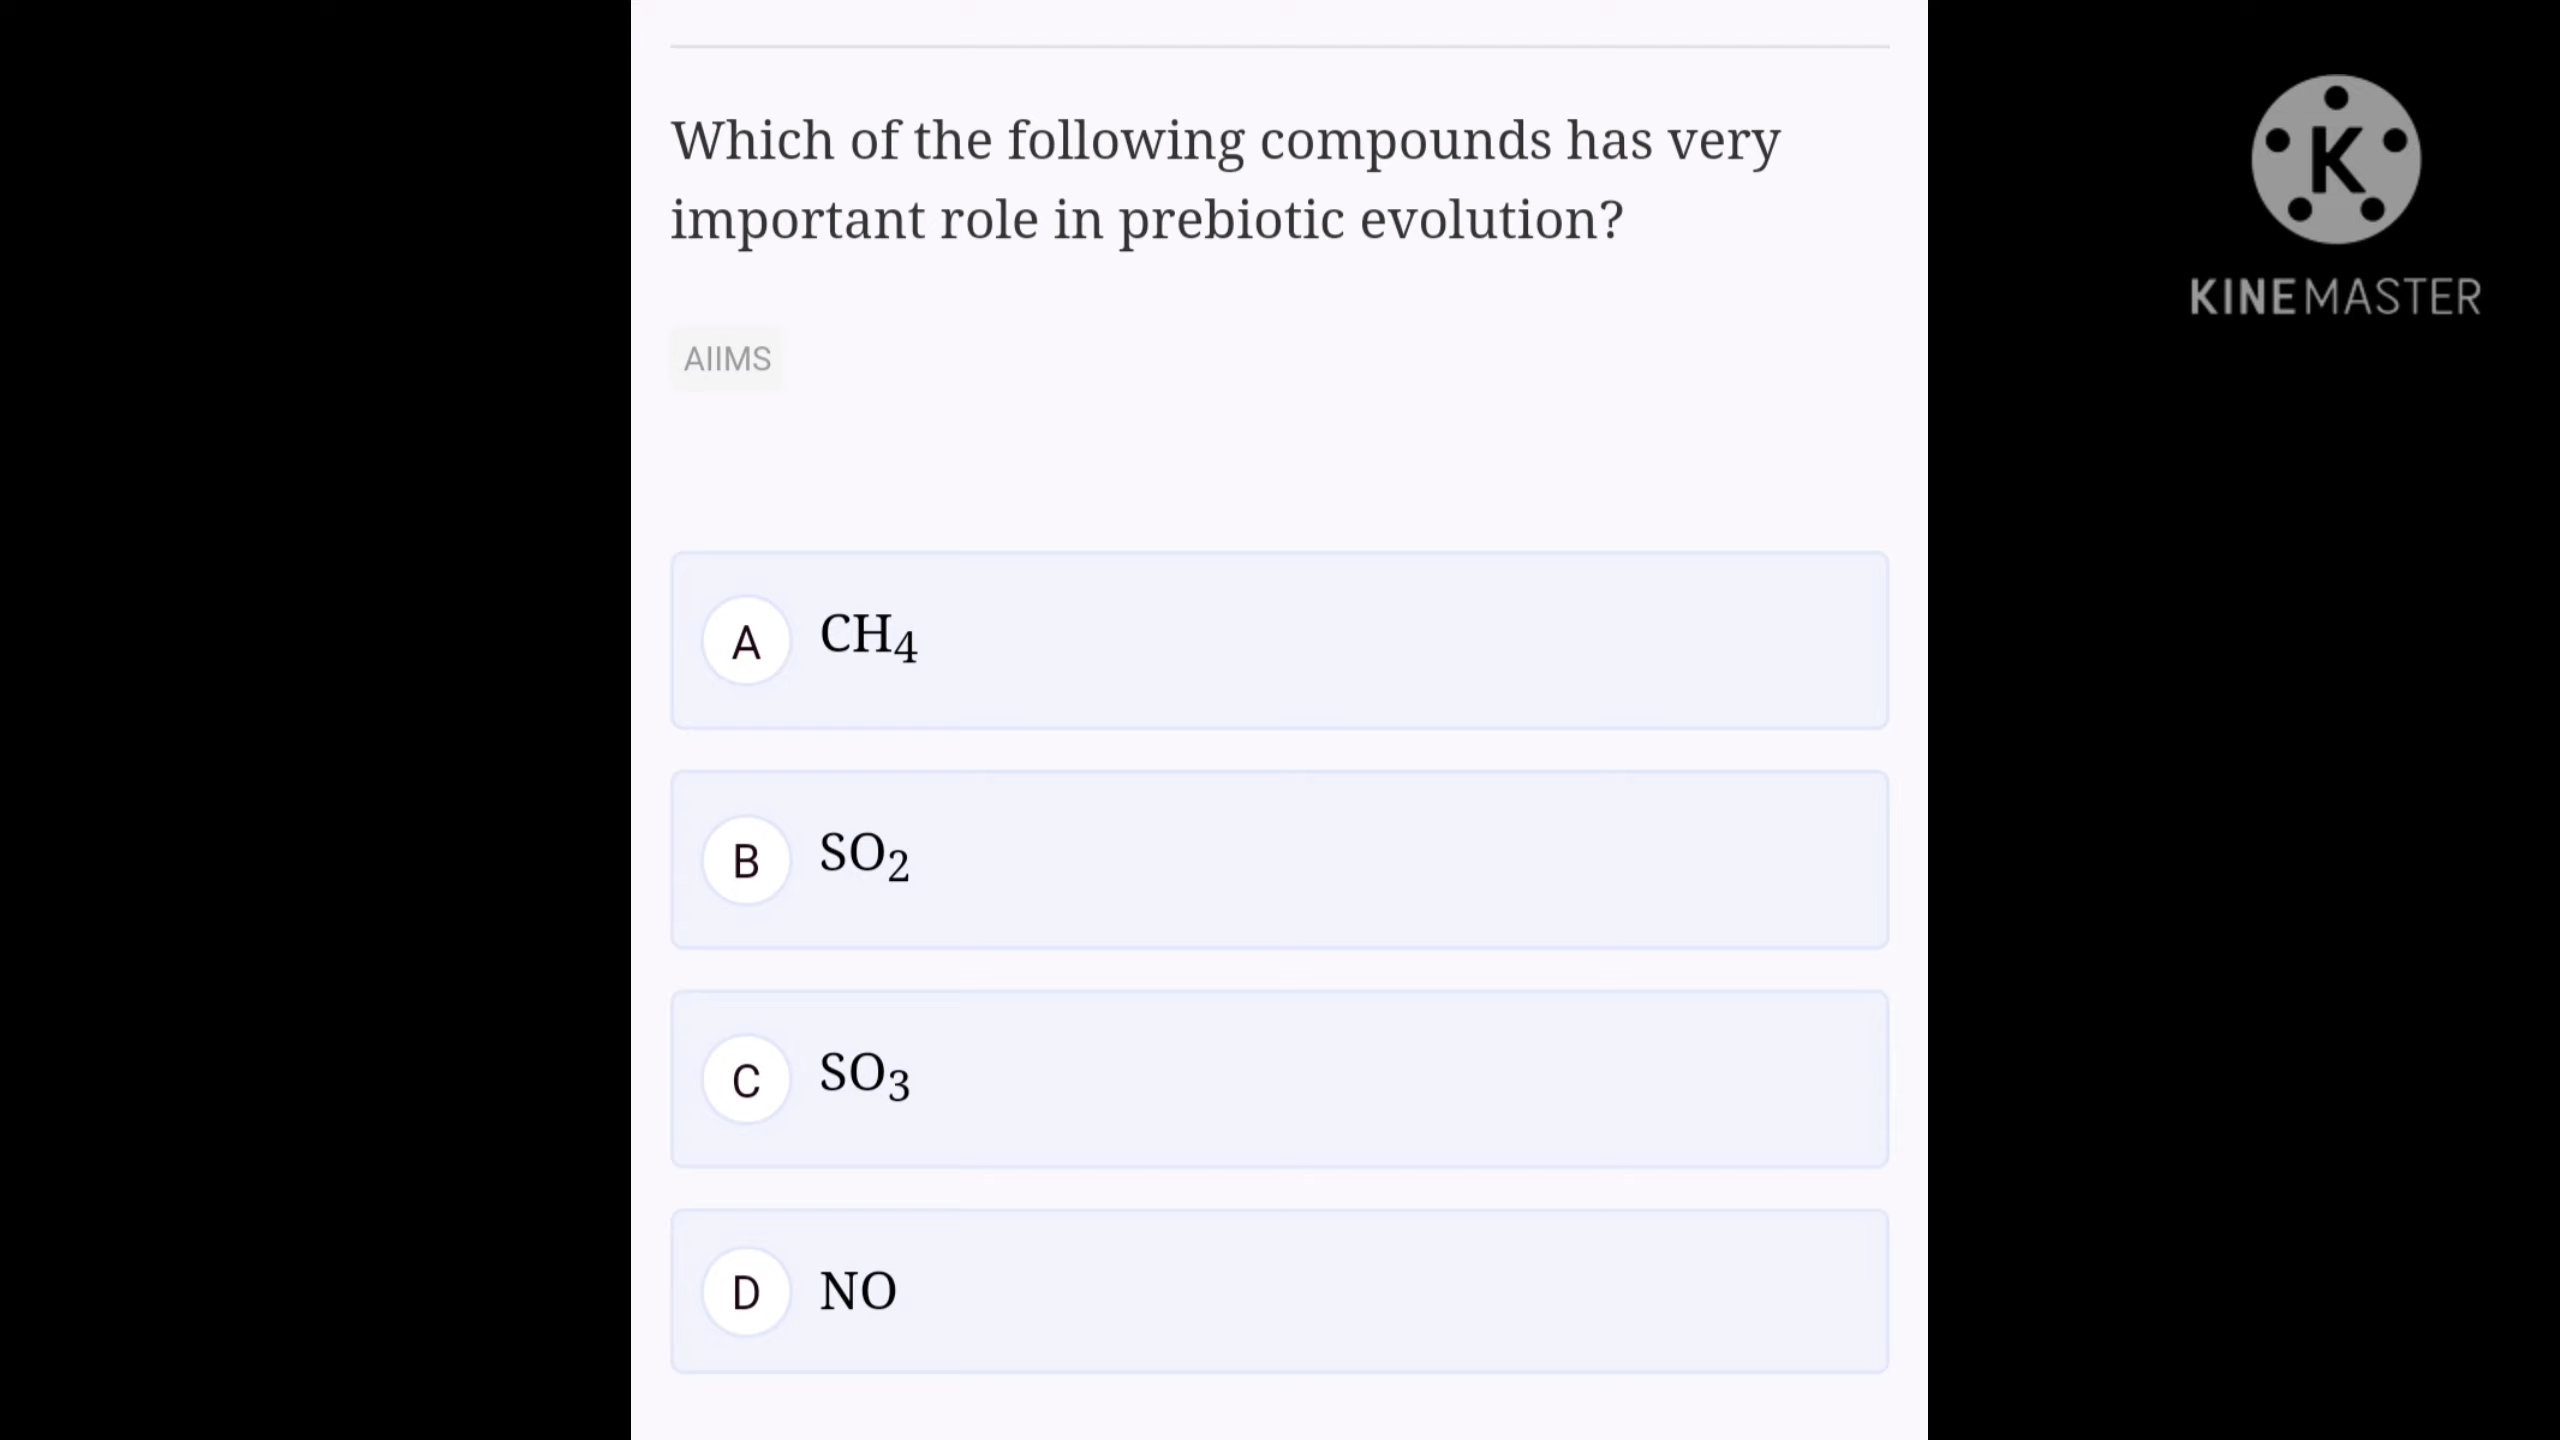 Which of the following compounds has very
important role in prebiotic evolution?
AIIMS
A CH₄
B SO₂
C SO₃
D NO
K
KINEMASTER